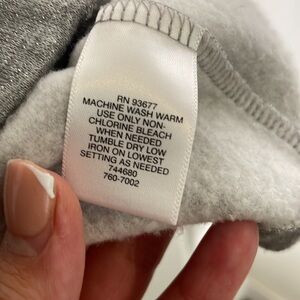 RN 93677
MACHINE WASH WARM
USE ONLY NON-
CHLORINE BLEACH
WHEN NEEDED
TUMBLE DRY LOW
IRON ON LOWEST
SETTING AS NEEDED
744680
760-7002